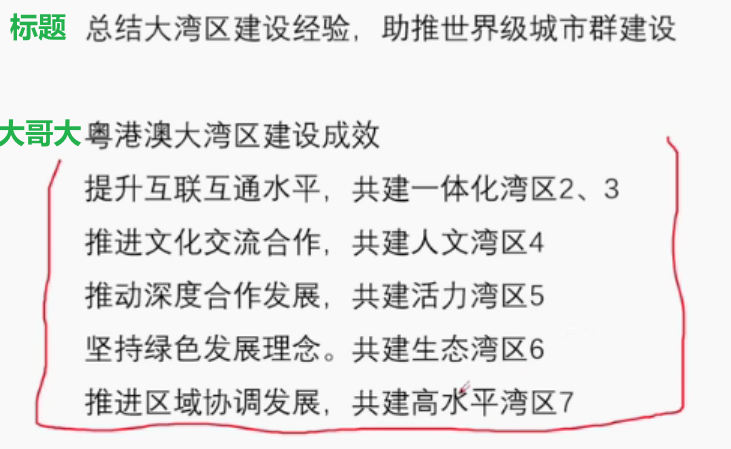 标题 总结大湾区建设经验，助推世界级城市群建设
大哥大 粤港澳大湾区建设成效
提升互联互通水平，共建一体化湾区2、3
推进文化交流合作，共建人文湾区4
推动深度合作发展，共建活力湾区5
坚持绿色发展理念。共建生态湾区6
推进区域协调发展，共建高水平湾区7